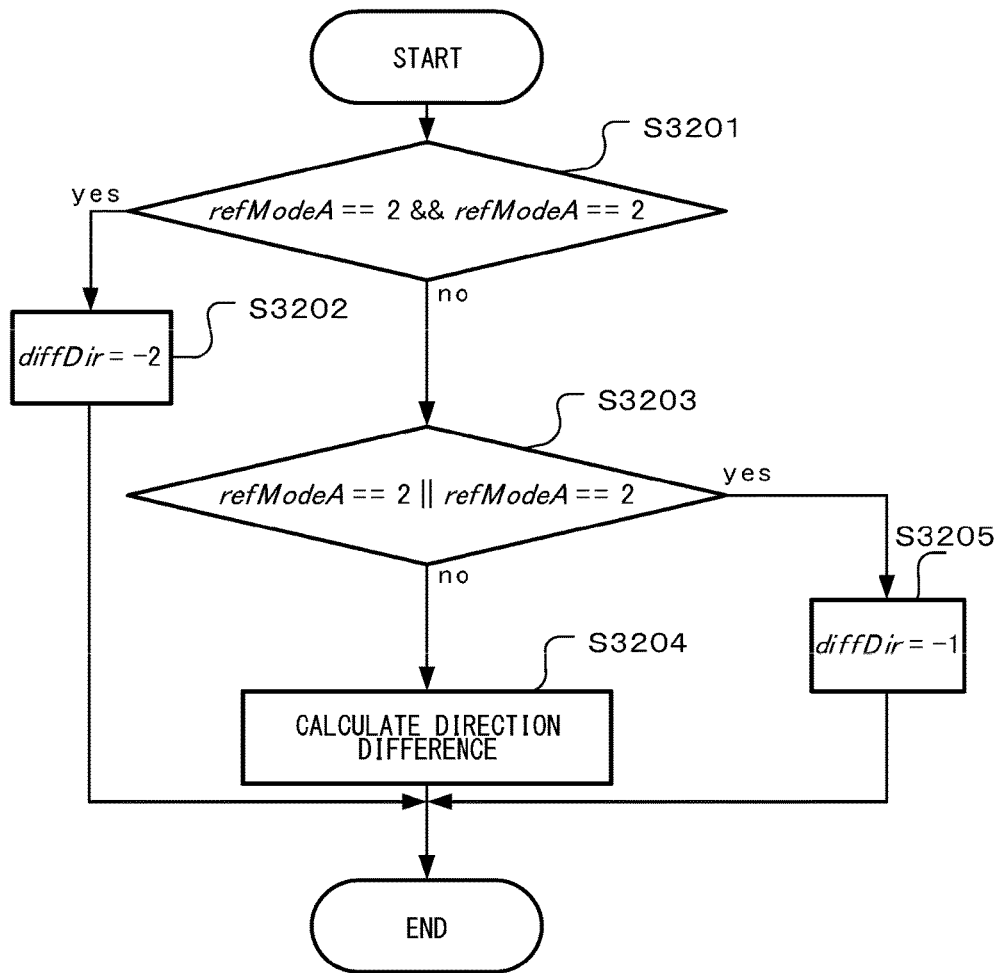 START
S3201
yes
refModeA == 2 && refModeA == 2
no
S3202
diffDir = -2
S3203
refModeA == 2 || refModeA == 2
yes
no
S3205
diffDir = -1
S3204
CALCULATE DIRECTION
DIFFERENCE
END